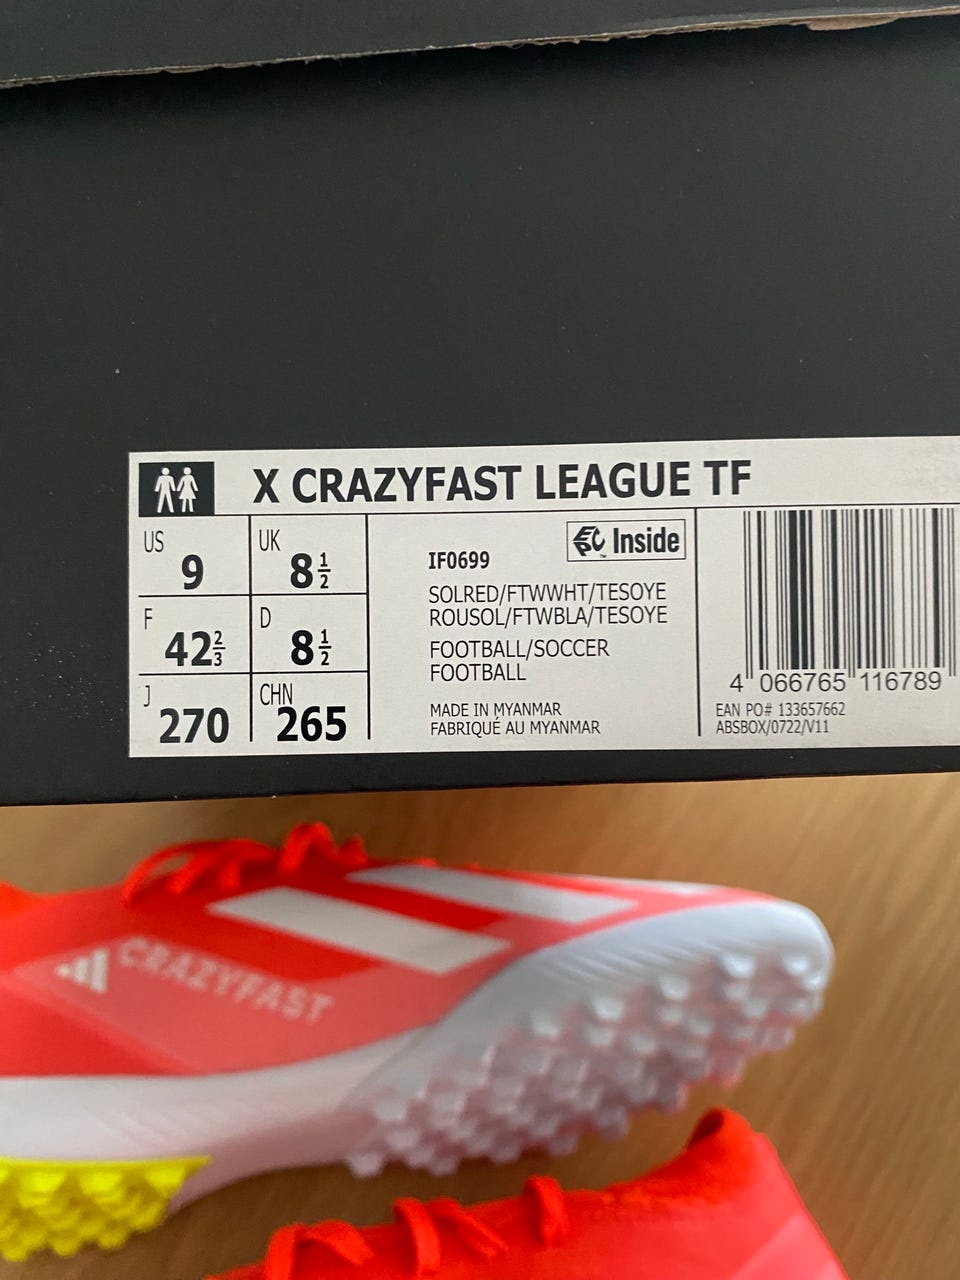 X CRAZYFAST LEAGUE TF
US 9
UK 8 1/2
F 42 2/3
D 8 1/2
J 270
CHN 265
IF0699
Inside
SOLRED/FTWWHT/TESOYE
ROUSOL/FTWBLA/TESOYE
FOOTBALL/SOCCER
FOOTBALL
MADE IN MYANMAR
FABRIQUÉ AU MYANMAR
4 066765 116789
EAN PO# 133657662
ABSBOX/0722/V11
CRAZYFAST